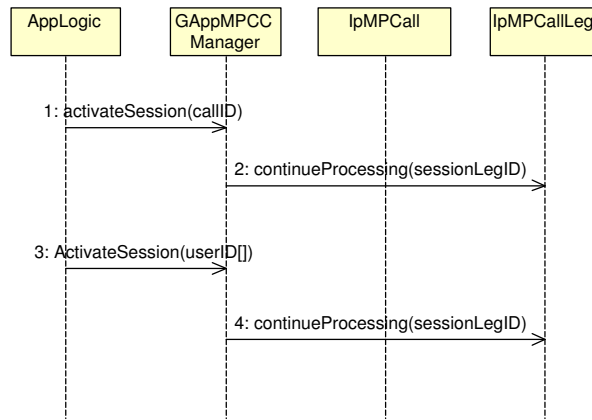 AppLogic
GAppMPCC
Manager
IpMPCall
IpMPCallLeg
1: activateSession(callID)
2: continueProcessing(sessionLegID)
3: ActivateSession(userID[])
4: continueProcessing(sessionLegID)